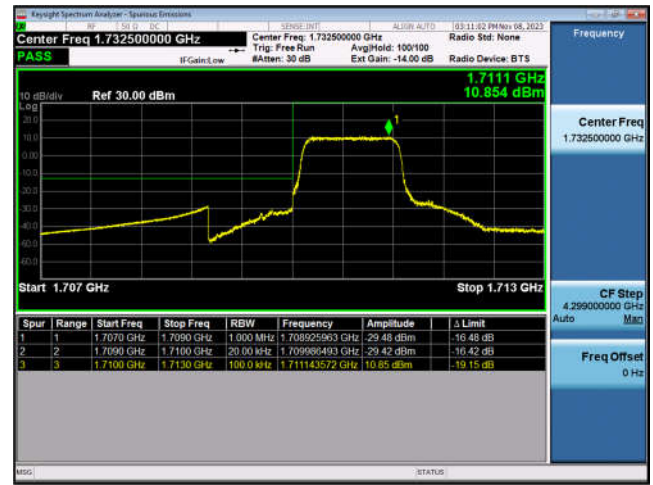 Keysight Spectrum Analyzer - Spurious Emissions
RF 50 Ω DC SENSE:INT ALIGN AUTO 03:11:02 PM Nov 08, 2023
Center Freq 1.732500000 GHz
Center Freq: 1.732500000 GHz
Radio Std: None
Trig: Free Run
Avg|Hold: 100/100
PASS
IFGain:Low
#Atten: 30 dB
Ext Gain: -14.00 dB
Radio Device: BTS
Frequency
1.7111 GHz
10.854 dBm
10 dB/div
Ref 30.00 dBm
Log
20.0
10.0
0.00
-10.0
-20.0
-30.0
-40.0
-50.0
-60.0
1
Start 1.707 GHz
Stop 1.713 GHz
Center Freq
1.732500000 GHz
CF Step
4.299000000 GHz
Auto Man
Freq Offset
0 Hz
Spur Range Start Freq Stop Freq RBW Frequency Amplitude Δ Limit
1 1 1.7070 GHz 1.7090 GHz 1.000 MHz 1.708925963 GHz -29.48 dBm -16.48 dB
2 2 1.7090 GHz 1.7100 GHz 20.00 kHz 1.709986493 GHz -29.42 dBm -16.42 dB
3 3 1.7100 GHz 1.7130 GHz 100.0 kHz 1.711143572 GHz 10.85 dBm -19.15 dB
MSG
STATUS